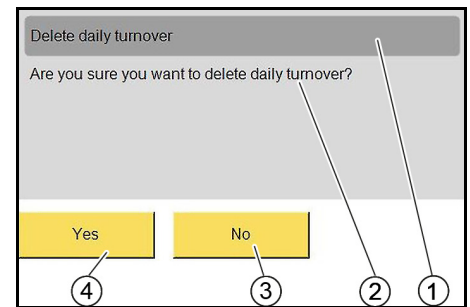 Delete daily turnover
Are you sure you want to delete daily turnover?
Yes No
4 3 2 1